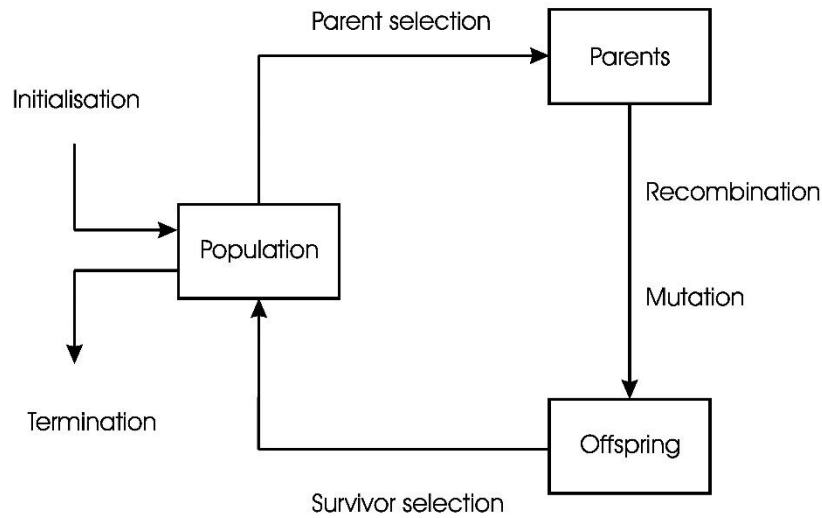 Parent selection
Parents
Initialisation
Recombination
Population
Mutation
Termination
Offspring
Survivor selection